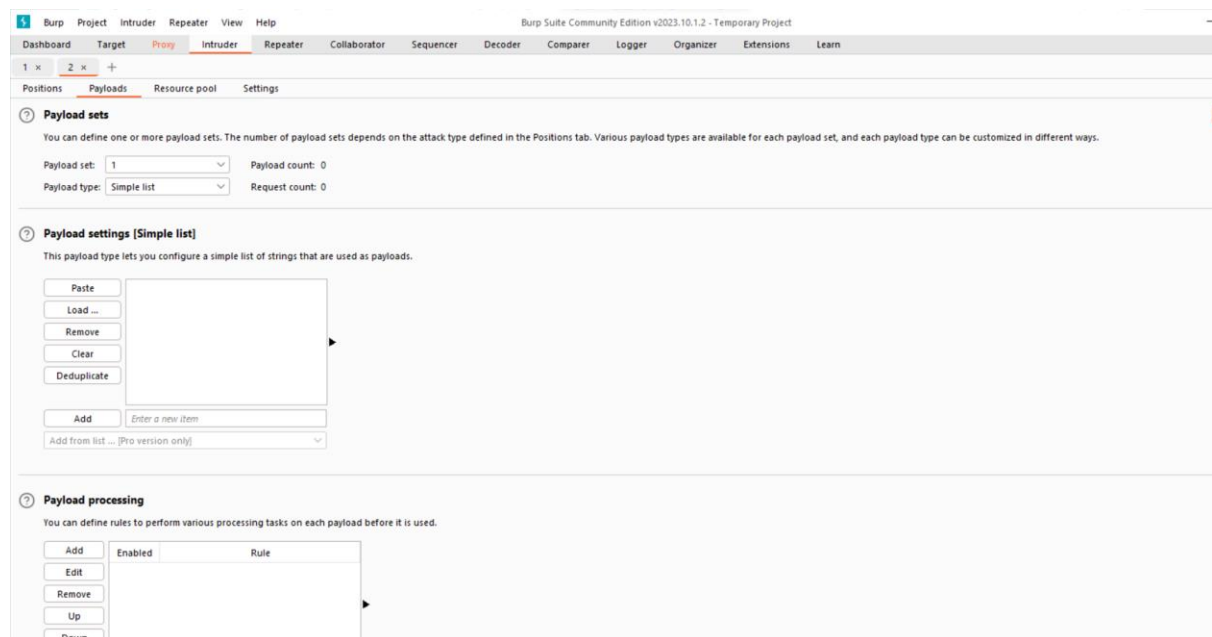 Burp Project Intruder Repeater View Help Burp Suite Community Edition v2023.10.1.2 - Temporary Project
Dashboard Target Proxy Intruder Repeater Collaborator Sequencer Decoder Comparer Logger Organizer Extensions Learn
1 × 2 × +
Positions Payloads Resource pool Settings
? Payload sets
You can define one or more payload sets. The number of payload sets depends on the attack type defined in the Positions tab. Various payload types are available for each payload set, and each payload type can be customized in different ways.
Payload set: 1 Payload count: 0
Payload type: Simple list Request count: 0
? Payload settings [Simple list]
This payload type lets you configure a simple list of strings that are used as payloads.
Paste
Load ...
Remove
Clear
Deduplicate
Add Enter a new item
Add from list ... [Pro version only]
? Payload processing
You can define rules to perform various processing tasks on each payload before it is used.
Add Enabled Rule
Edit
Remove
Up
Down